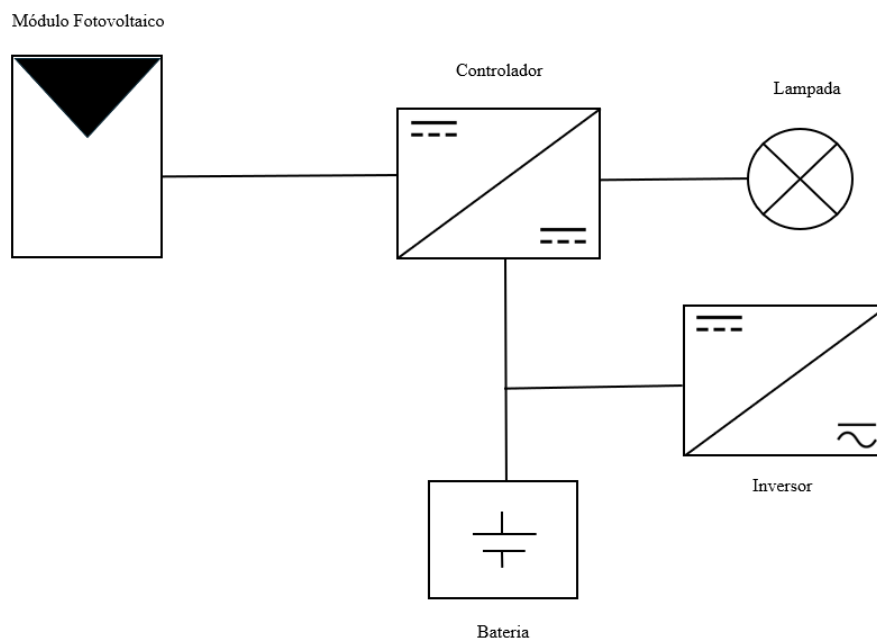 Módulo Fotovoltaico
Controlador
Lampada
Inversor
Bateria